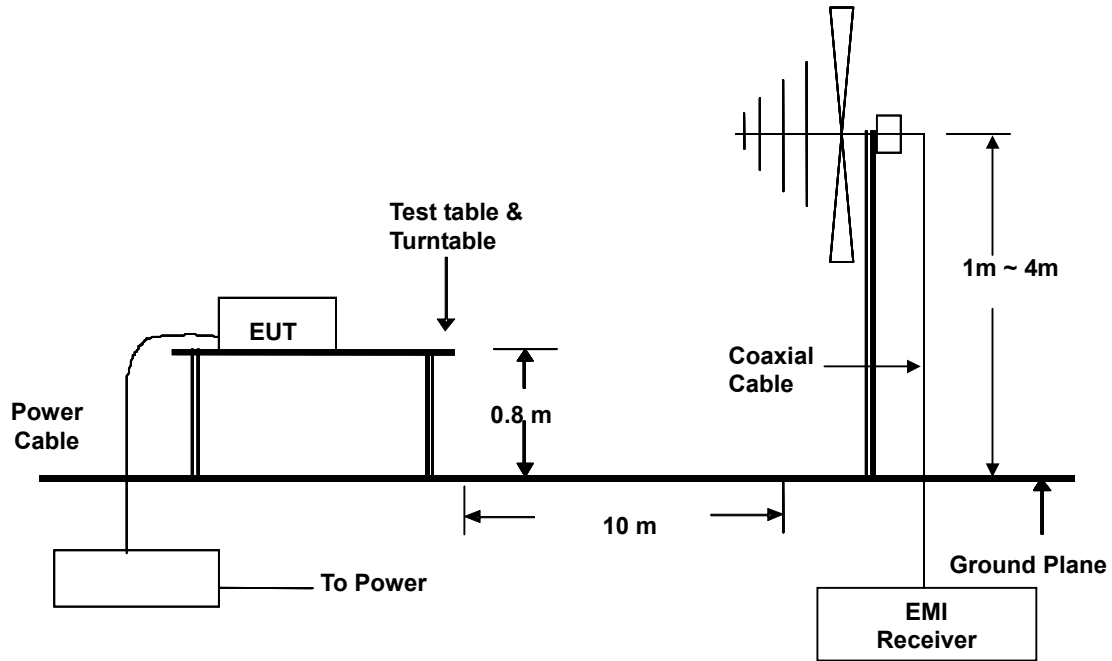 Test table &
Turntable
1m ~ 4m
EUT
Coaxial
Cable
0.8 m
Power
Cable
10 m
To Power
Ground Plane
EMI
Receiver